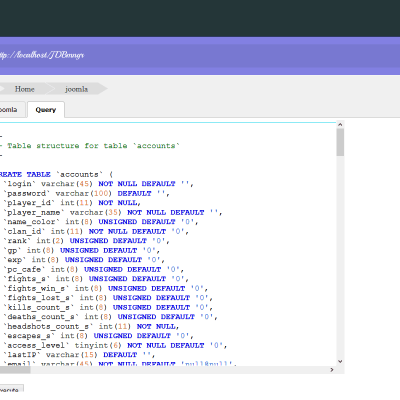 ttp://localhost/JDBmngr
Home joomla
oomla Query
-
- Table structure for table `accounts`
-
REATE TABLE `accounts` (
`login` varchar(45) NOT NULL DEFAULT '',
`password` varchar(100) DEFAULT '',
`player_id` int(11) NOT NULL,
`player_name` varchar(35) NOT NULL DEFAULT '',
`name_color` int(8) UNSIGNED DEFAULT '0',
`clan_id` int(11) NOT NULL DEFAULT '0',
`rank` int(2) UNSIGNED DEFAULT '0',
`gp` int(8) UNSIGNED DEFAULT '0',
`exp` int(8) UNSIGNED DEFAULT '0',
`pc_cafe` int(8) UNSIGNED DEFAULT '0',
`fights_s` int(8) UNSIGNED DEFAULT '0',
`fights_win_s` int(8) UNSIGNED DEFAULT '0',
`fights_lost_s` int(8) UNSIGNED DEFAULT '0',
`kills_count_s` int(8) UNSIGNED DEFAULT '0',
`deaths_count_s` int(8) UNSIGNED DEFAULT '0',
`headshots_count_s` int(11) NOT NULL,
`escapes_s` int(8) UNSIGNED DEFAULT '0',
`access_level` tinyint(6) NOT NULL DEFAULT '0',
`lastIP` varchar(15) DEFAULT '',
`email` varchar(45) NOT NULL DEFAULT 'null@null',
xecute